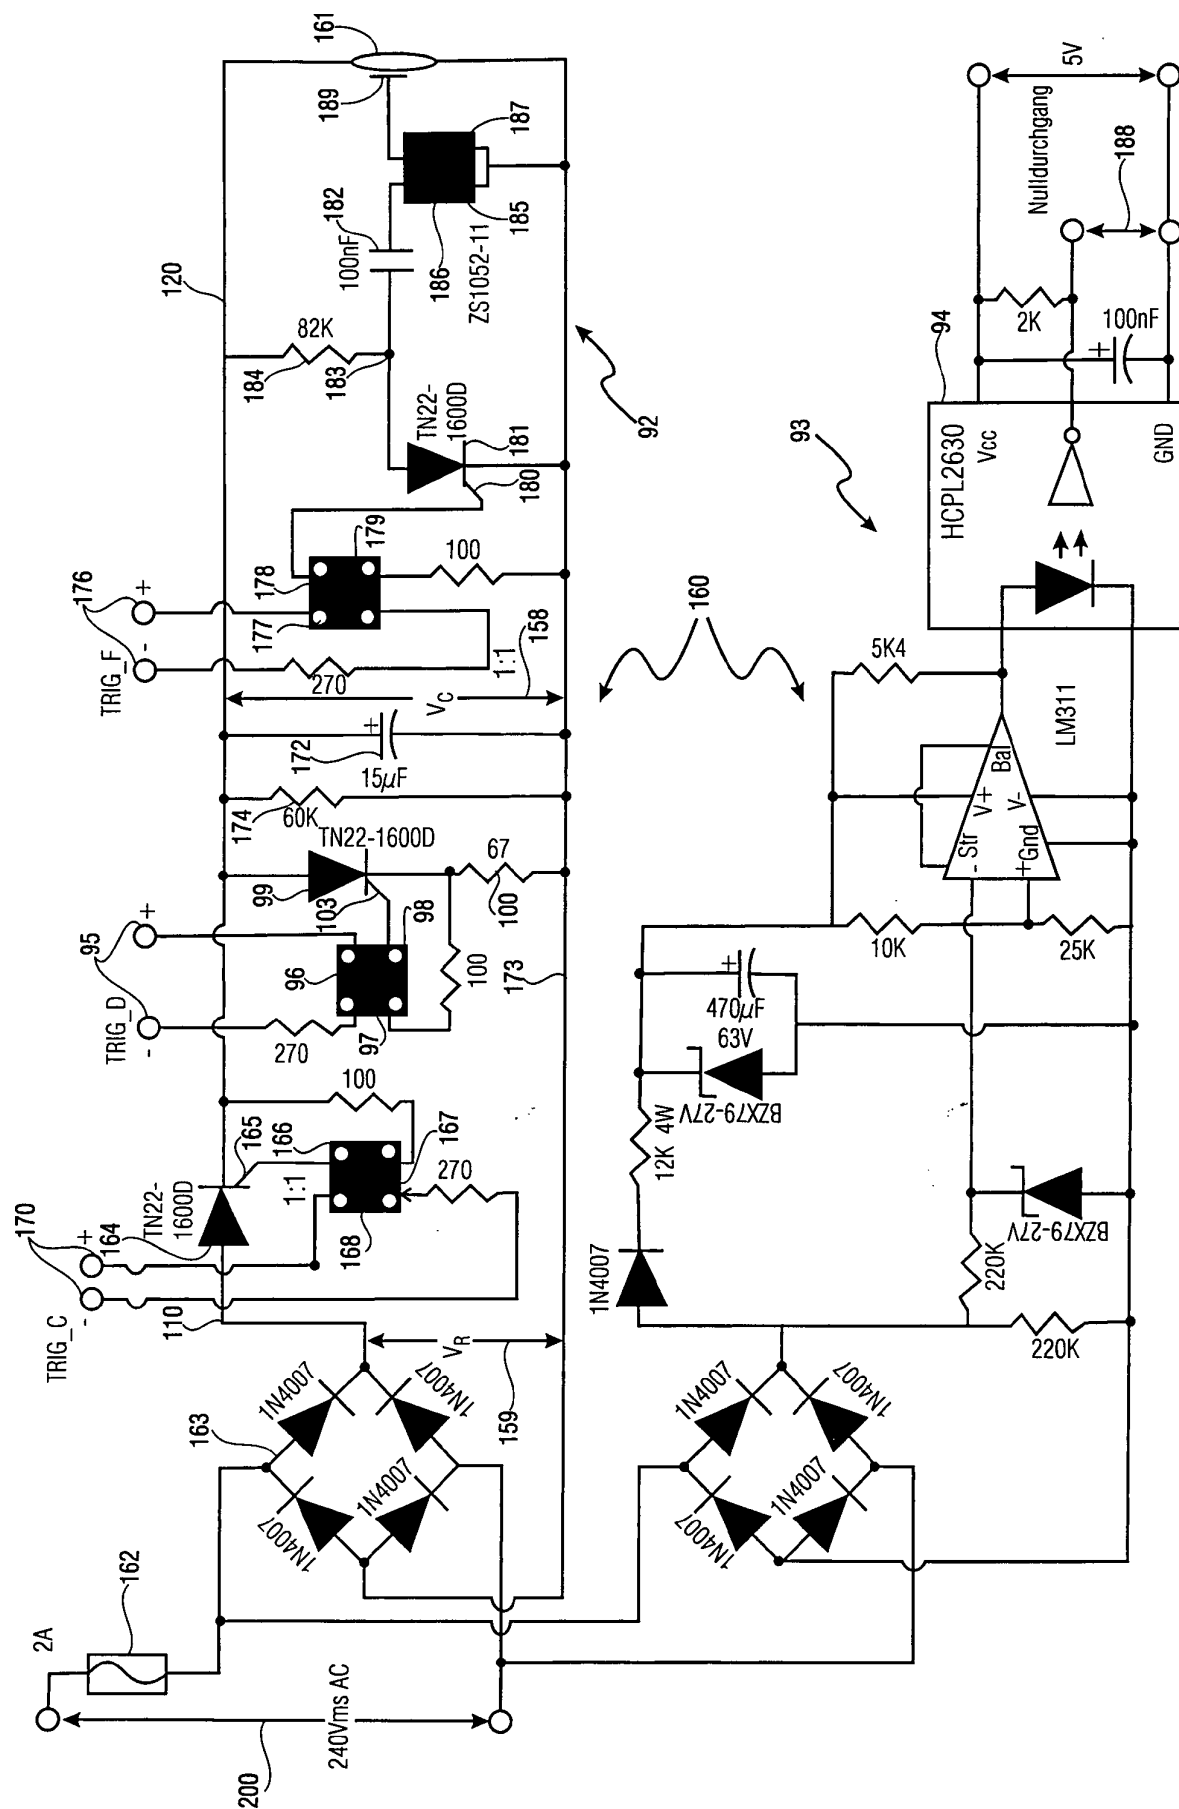 200
240Vms AC
2A
162
163
1N4007
1N4007
1N4007
1N4007
159
VR
110
TRIG_C
-
+
170
164
TN22-
1600D
165
166
1:1
168
167
270
100
TRIG_D
-
+
95
270
96
97
98
100
103
99
TN22-1600D
67
100
173
174
60K
172
+
15µF
VC
158
TRIG_F
-
+
176
270
1:1
177
178
179
100
180
181
TN22-
1600D
120
82K
184
183
182
100nF
186
185
187
ZS1052-11
189
161
92
160
93
94
1N4007
1N4007
1N4007
1N4007
1N4007
12K 4W
BZX79-27V
+
470µF
63V
220K
220K
BZX79-27V
10K
25K
-
Str
+
Gnd
V+
V-
Bal
LM311
5K4
HCPL2630
Vcc
GND
2K
+
100nF
188
Nulldurchgang
5V